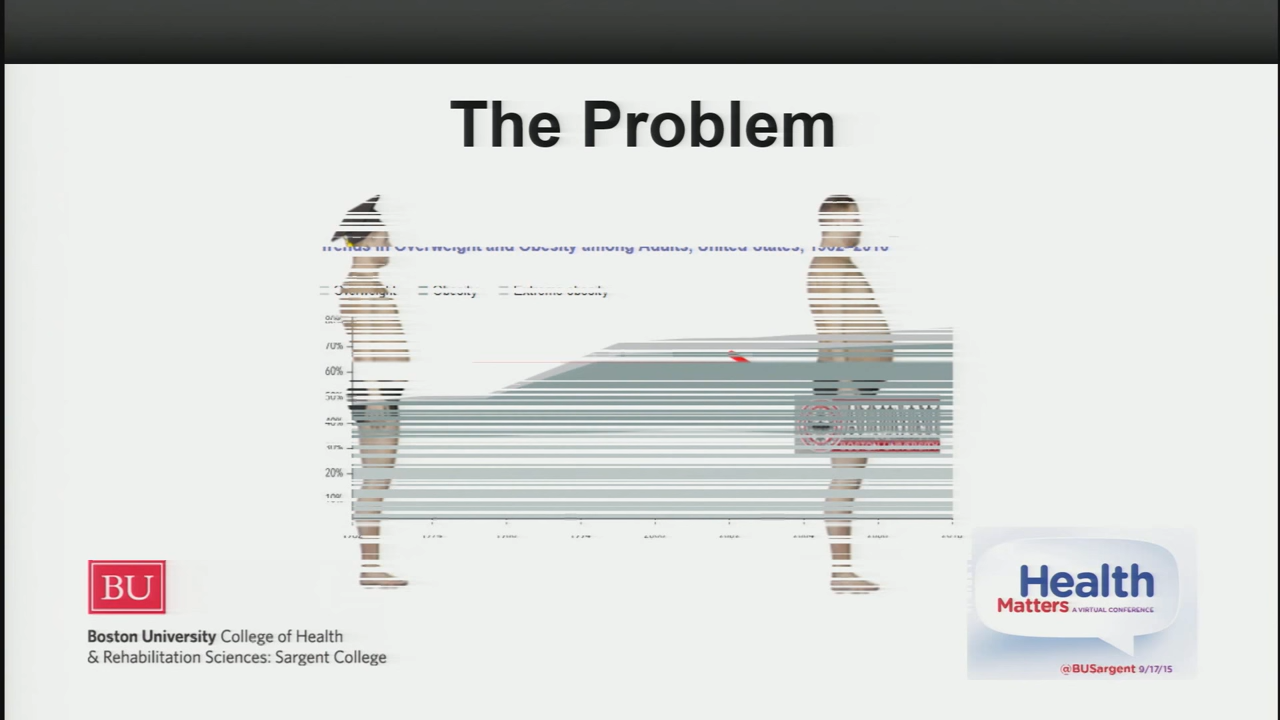 The Problem
Trends in Overweight and Obesity among Adults, United States, 1962–2010
Overweight Obesity Extreme obesity
80%
70%
60%
50%
40%
30%
20%
10%
BOSTON UNIVERSITY
BU
Boston University College of Health
& Rehabilitation Sciences: Sargent College
Health
Matters A VIRTUAL CONFERENCE
@BUSargent 9/17/15